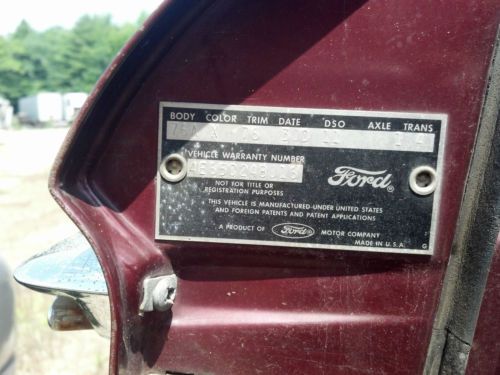 BODY COLOR TRIM DATE DSO AXLE TRANS
VEHICLE WARRANTY NUMBER
NOT FOR TITLE OR
REGISTRATION PURPOSES
Ford®
THIS VEHICLE IS MANUFACTURED UNDER UNITED STATES
AND FOREIGN PATENTS AND PATENT APPLICATIONS
A PRODUCT OF Ford MOTOR COMPANY
MADE IN U.S.A. G